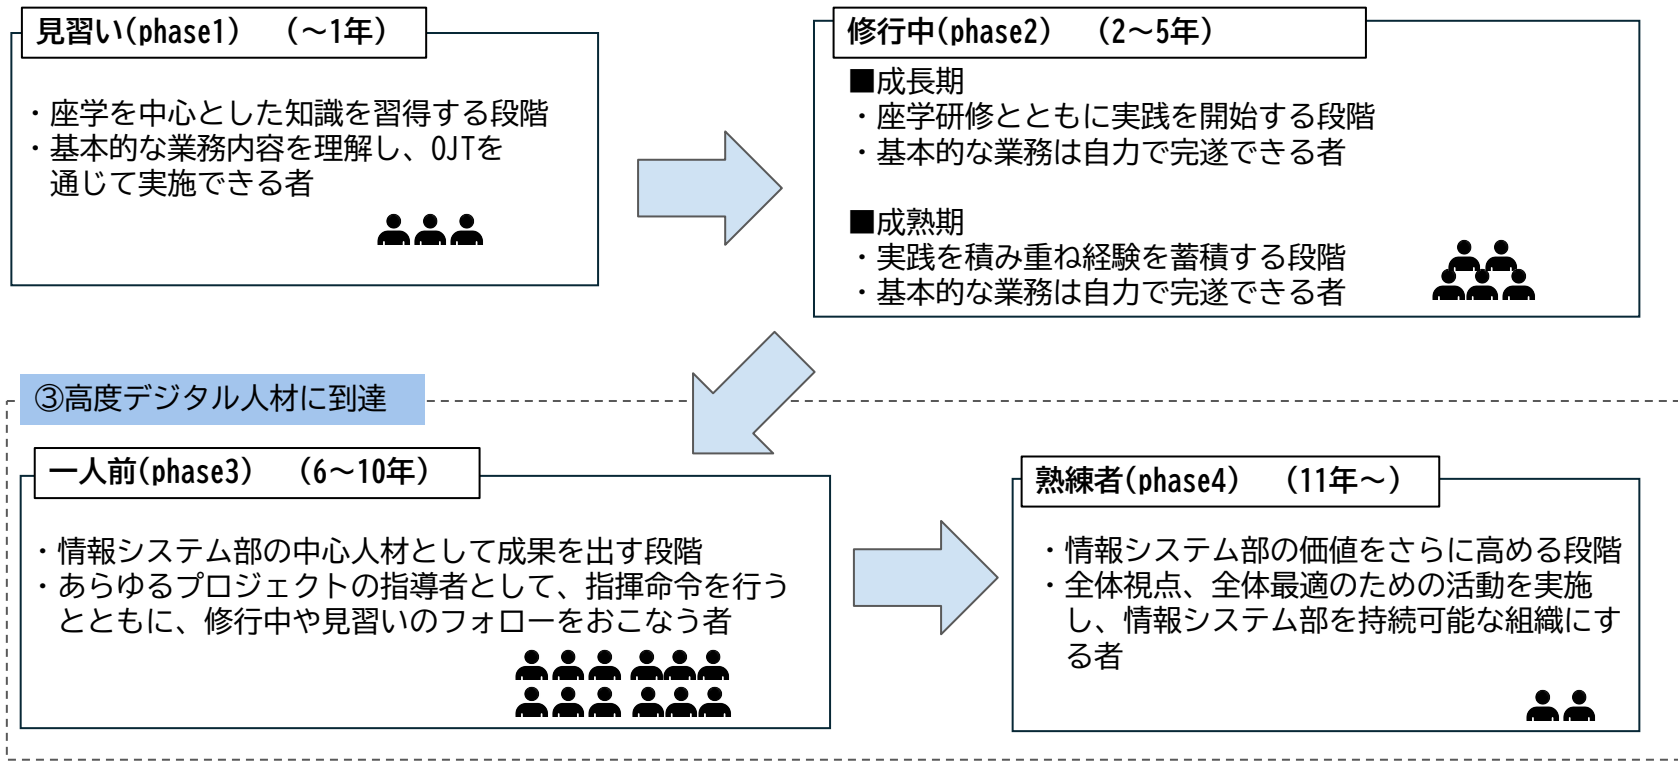 見習い(phase1) （～1年）
・座学を中心とした知識を習得する段階
・基本的な業務内容を理解し、OJTを
通じて実施できる者
修行中(phase2) （2～5年）
■成長期
・座学研修とともに実践を開始する段階
・基本的な業務は自力で完遂できる者
■成熟期
・実践を積み重ね経験を蓄積する段階
・基本的な業務は自力で完遂できる者
③高度デジタル人材に到達
一人前(phase3) （6～10年）
・情報システム部の中心人材として成果を出す段階
・あらゆるプロジェクトの指導者として、指揮命令を行う
とともに、修行中や見習いのフォローをおこなう者
熟練者(phase4) （11年～）
・情報システム部の価値をさらに高める段階
・全体視点、全体最適のための活動を実施
し、情報システム部を持続可能な組織にす
る者